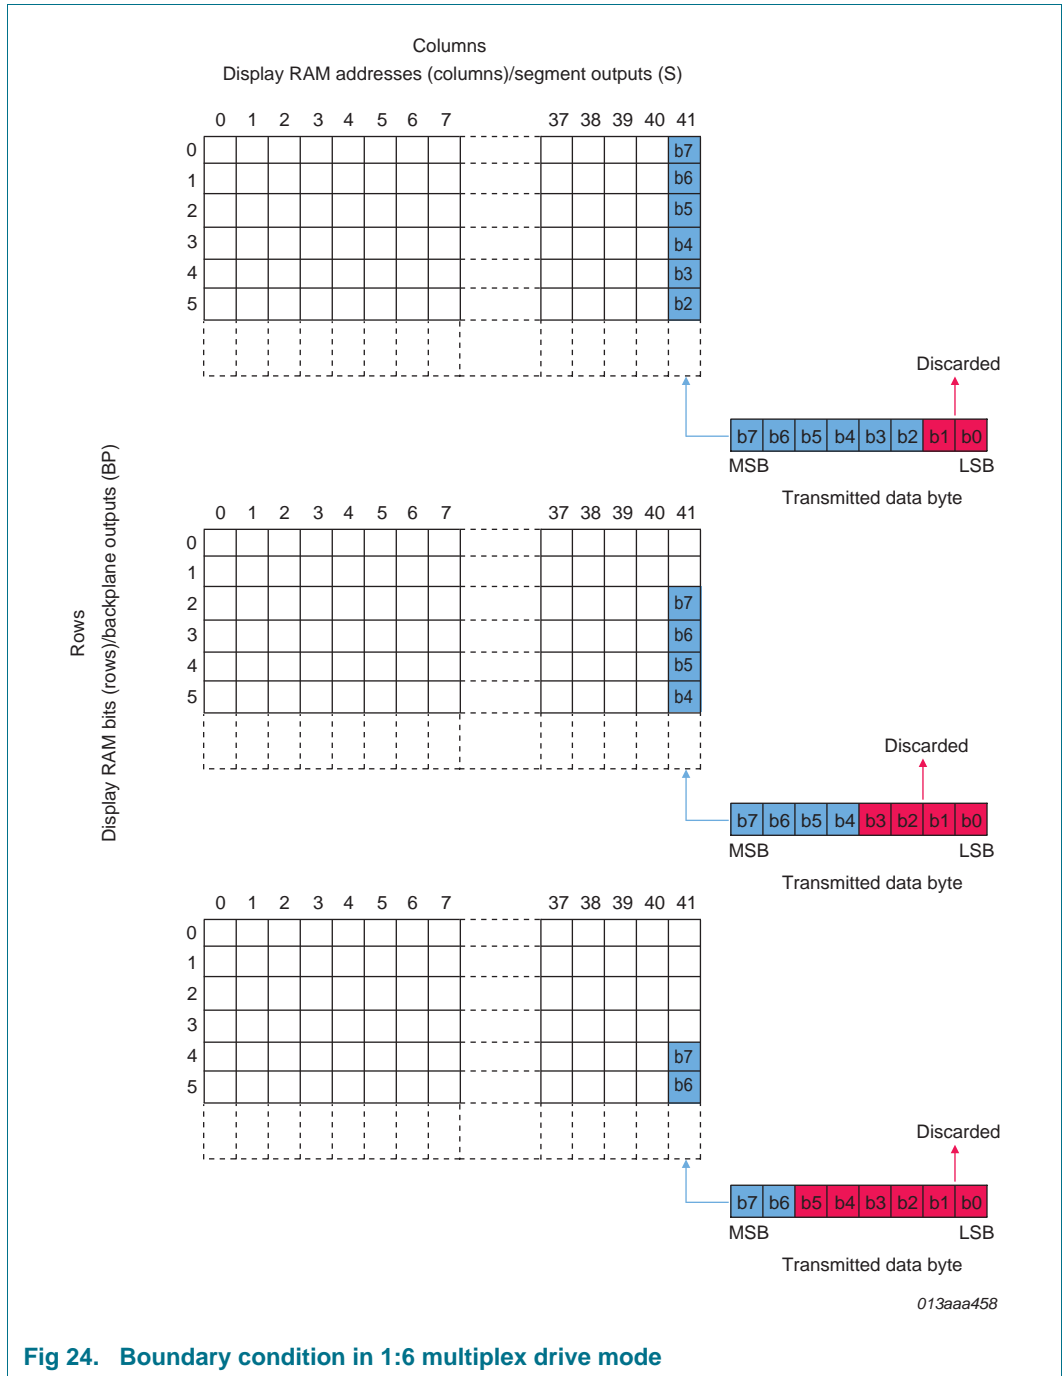 Columns
Display RAM addresses (columns)/segment outputs (S)
0 1 2 3 4 5 6 7 37 38 39 40 41
0 b7
1 b6
2 b5
3 b4
4 b3
5 b2
Discarded
b7 b6 b5 b4 b3 b2 b1 b0
MSB LSB
Transmitted data byte
Rows
Display RAM bits (rows)/backplane outputs (BP)
0 1 2 3 4 5 6 7 37 38 39 40 41
0
1
2 b7
3 b6
4 b5
5 b4
Discarded
b7 b6 b5 b4 b3 b2 b1 b0
MSB LSB
Transmitted data byte
0 1 2 3 4 5 6 7 37 38 39 40 41
0
1
2
3
4 b7
5 b6
Discarded
b7 b6 b5 b4 b3 b2 b1 b0
MSB LSB
Transmitted data byte
013aaa458
Fig 24. Boundary condition in 1:6 multiplex drive mode